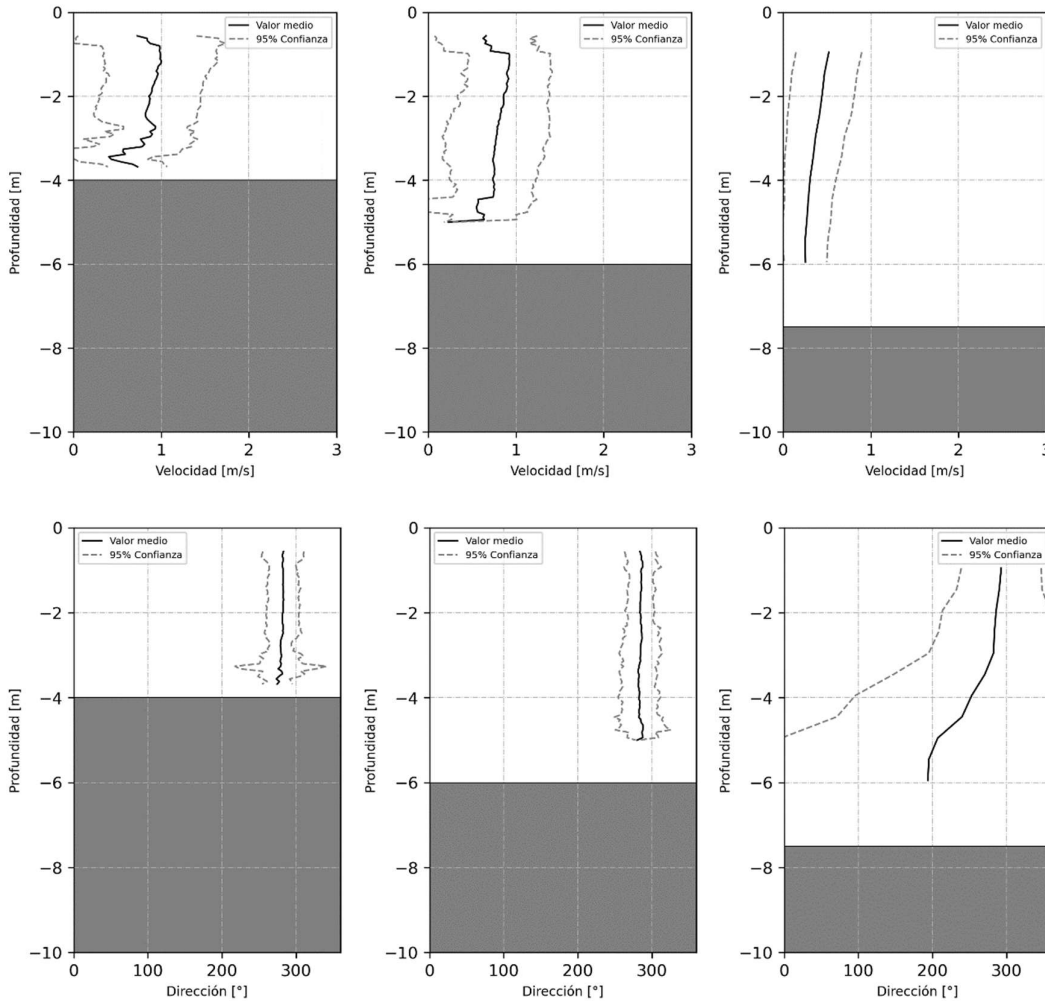 0
−2
−4
−6
−8
−10
Profundidad [m]
Valor medio
95% Confianza
0
1
2
3
Velocidad [m/s]
0
−2
−4
−6
−8
−10
Profundidad [m]
Valor medio
95% Confianza
0
1
2
3
Velocidad [m/s]
0
−2
−4
−6
−8
−10
Profundidad [m]
Valor medio
95% Confianza
0
1
2
3
Velocidad [m/s]
0
−2
−4
−6
−8
−10
Profundidad [m]
Valor medio
95% Confianza
0
100
200
300
Dirección [°]
0
−2
−4
−6
−8
−10
Profundidad [m]
Valor medio
95% Confianza
0
100
200
300
Dirección [°]
0
−2
−4
−6
−8
−10
Profundidad [m]
Valor medio
95% Confianza
0
100
200
300
Dirección [°]